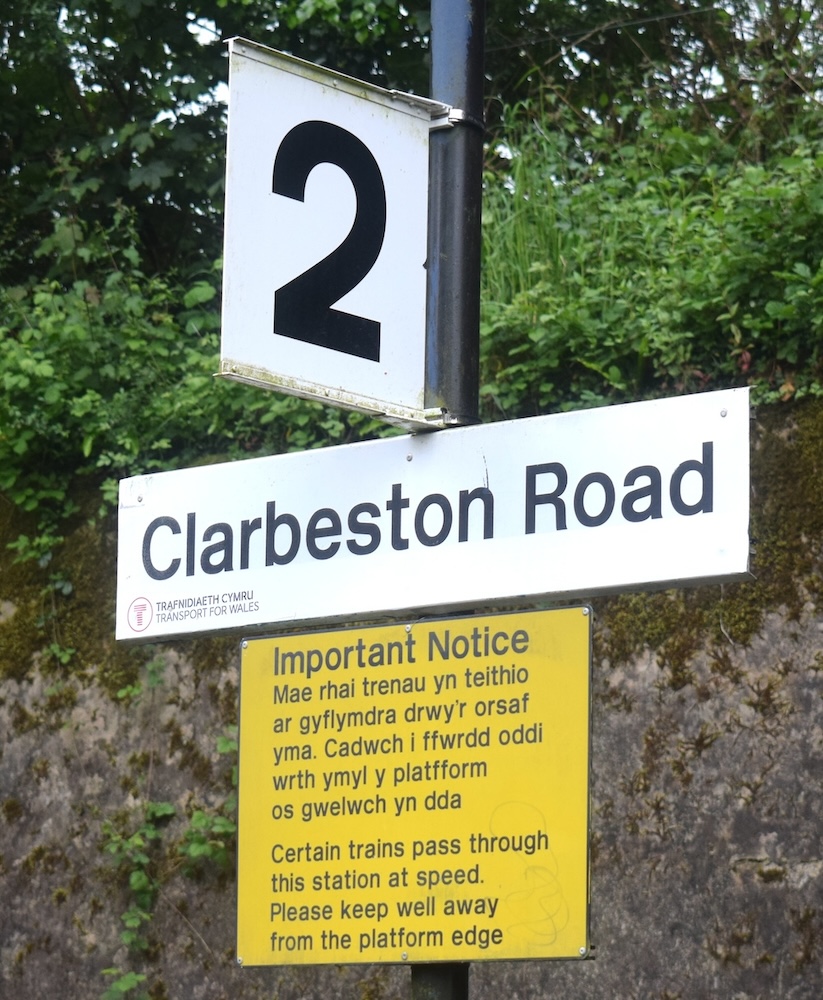 2
Clarbeston Road
TRAFNIDIAETH CYMRU
TRANSPORT FOR WALES
Important Notice
Mae rhai trenau yn teithio
ar gyflymdra drwy'r orsaf
yma. Cadwch i ffwrdd oddi
wrth ymyl y platfform
os gwelwch yn dda
Certain trains pass through
this station at speed.
Please keep well away
from the platform edge